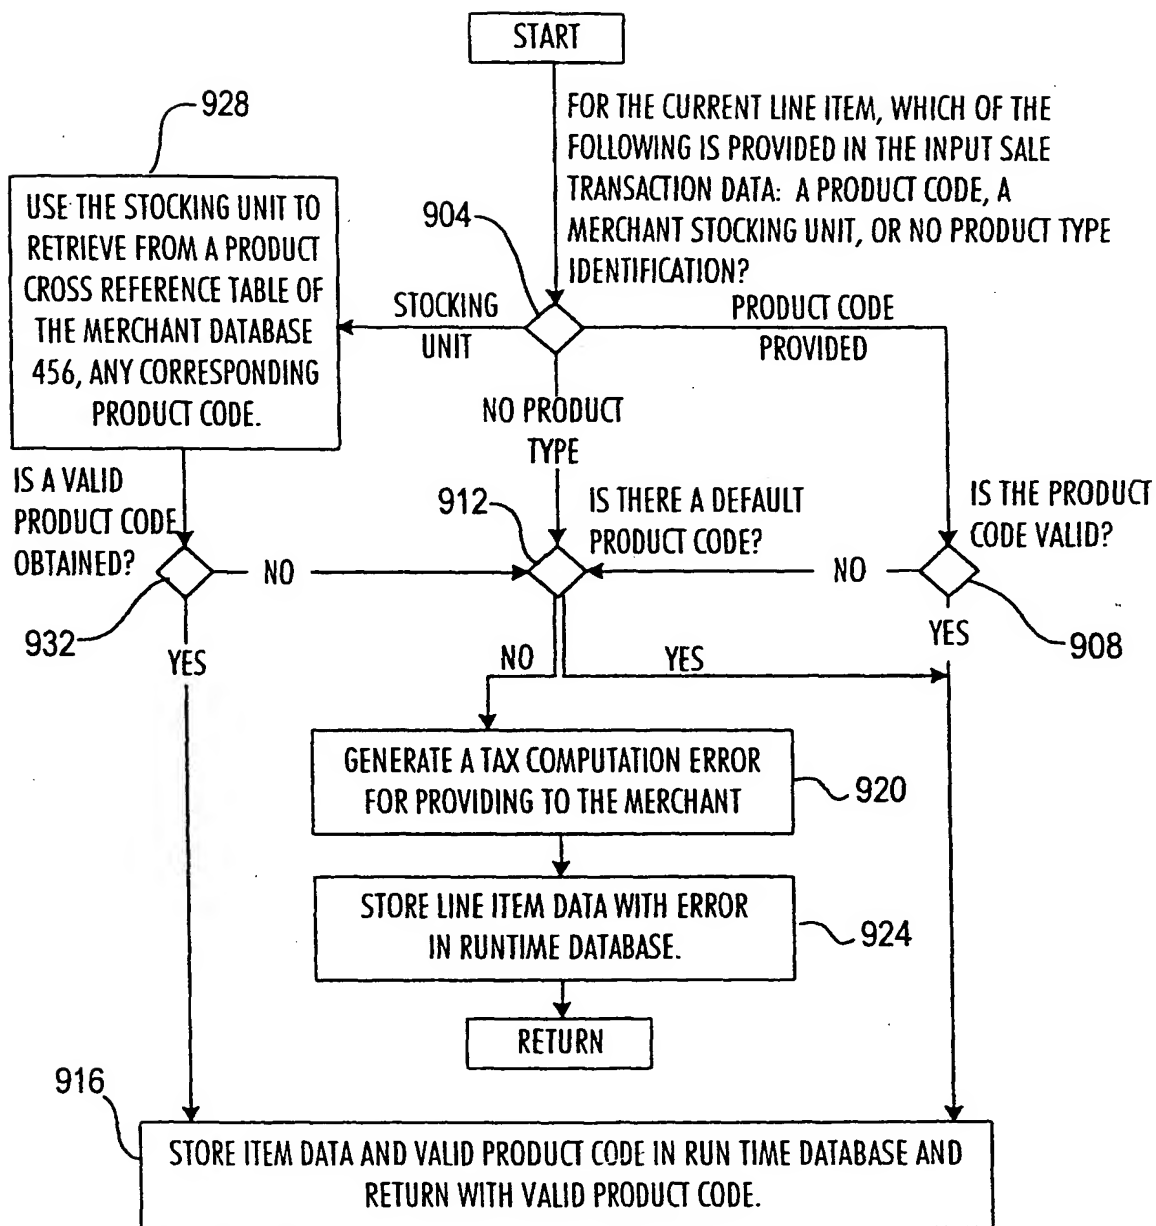 START
FOR THE CURRENT LINE ITEM, WHICH OF THE
FOLLOWING IS PROVIDED IN THE INPUT SALE
TRANSACTION DATA: A PRODUCT CODE, A
MERCHANT STOCKING UNIT, OR NO PRODUCT TYPE
IDENTIFICATION?
928
USE THE STOCKING UNIT TO
RETRIEVE FROM A PRODUCT
CROSS REFERENCE TABLE OF
THE MERCHANT DATABASE
456, ANY CORRESPONDING
PRODUCT CODE.
904
STOCKING
UNIT
PRODUCT CODE
PROVIDED
NO PRODUCT
TYPE
IS A VALID
PRODUCT CODE
OBTAINED?
912
IS THERE A DEFAULT
PRODUCT CODE?
IS THE PRODUCT
CODE VALID?
NO
NO
932
YES
908
YES
NO
YES
GENERATE A TAX COMPUTATION ERROR
FOR PROVIDING TO THE MERCHANT
920
STORE LINE ITEM DATA WITH ERROR
IN RUNTIME DATABASE.
924
RETURN
916
STORE ITEM DATA AND VALID PRODUCT CODE IN RUN TIME DATABASE AND
RETURN WITH VALID PRODUCT CODE.